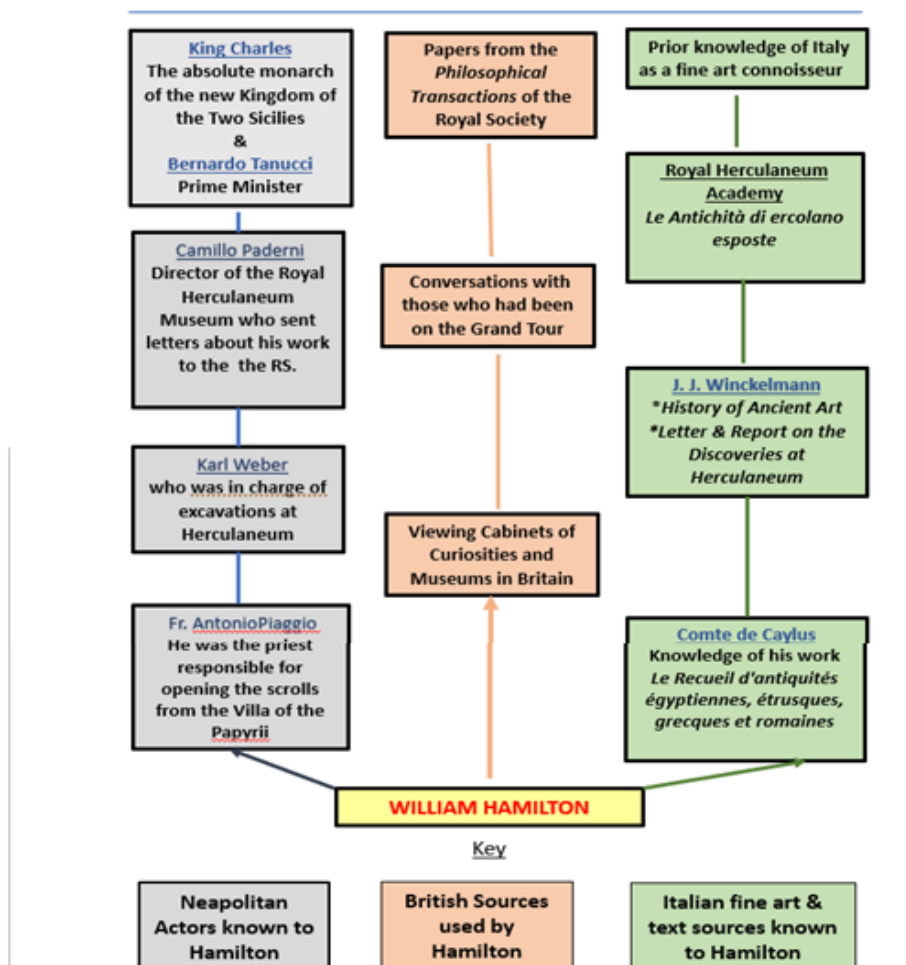 King Charles
The absolute monarch
of the new Kingdom of
the Two Sicilies
&
Bernardo Tanucci
Prime Minister
Camillo Paderni
Director of the Royal
Herculaneum
Museum who sent
letters about his work
to the  the RS.
Karl Weber
who was in charge of
excavations at
Herculaneum
Fr. AntonioPiaggio
He was the priest
responsible for
opening the scrolls
from the Villa of the
Papyrii
Papers from the
Philosophical
Transactions of the
Royal Society
Conversations with
those who had been
on the Grand Tour
Viewing Cabinets of
Curiosities and
Museums in Britain
Prior knowledge of Italy
as a fine art connoisseur
Royal Herculaneum
Academy
Le Antichità di ercolano
esposte
J. J. Winckelmann
*History of Ancient Art
*Letter & Report on the
Discoveries at
Herculaneum
Comte de Caylus
Knowledge of his work
Le Recueil d'antiquités
égyptiennes, étrusques,
grecques et romaines
WILLIAM HAMILTON
Key
Neapolitan
Actors known to
Hamilton
British Sources
used by
Hamilton
Italian fine art &
text sources known
to Hamilton